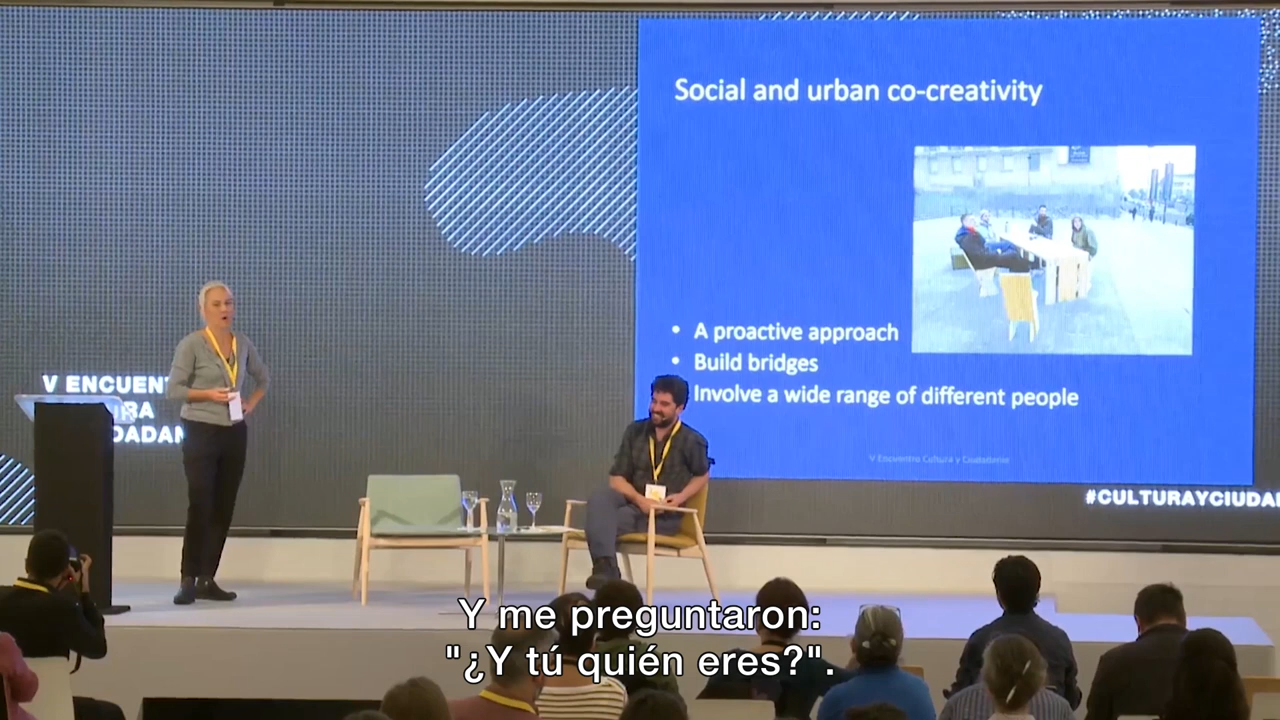 Social and urban co-creativity
• A proactive approach
• Build bridges
Involve a wide range of different people
V Encuentro Cultura y Ciudadanía
V ENCUENT
RA
DADAN
#CULTURAYCIUDA
Y me preguntaron:
"¿Y tú quién eres?".